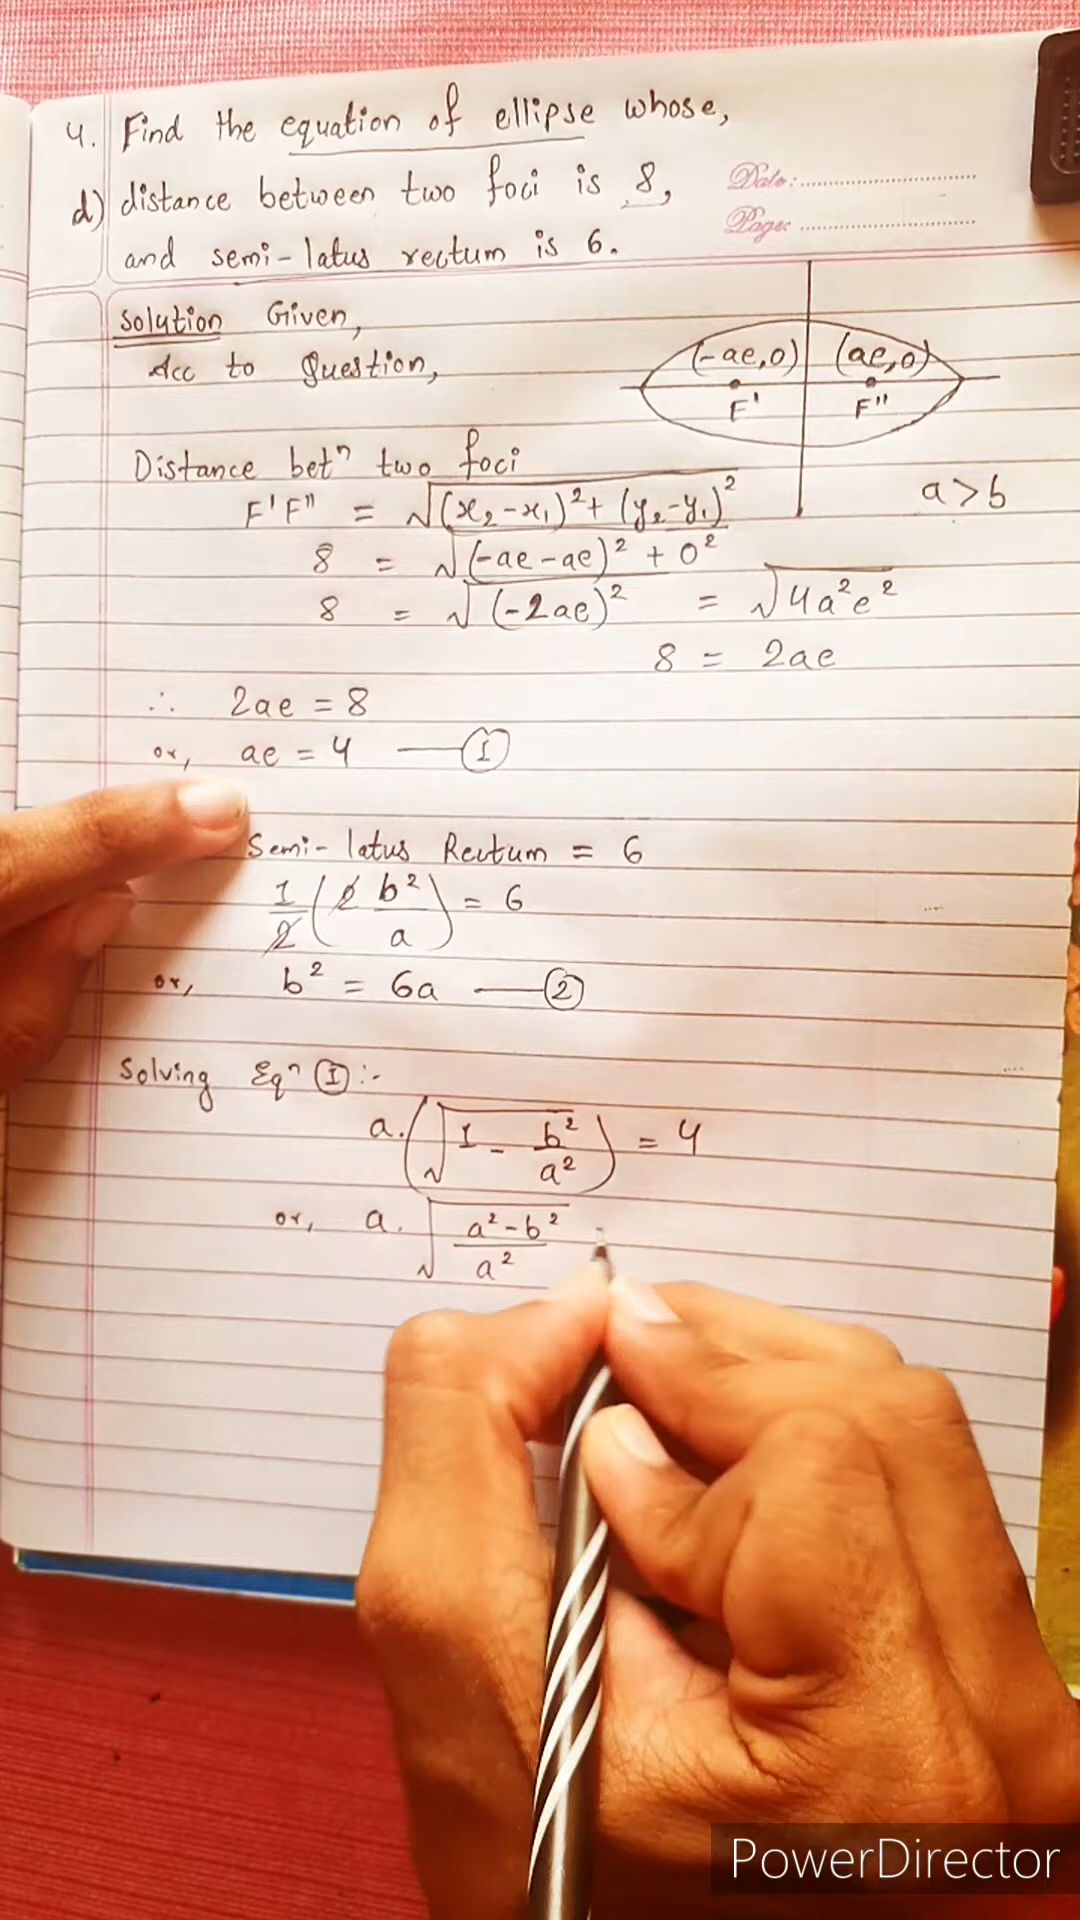 4. Find the equation of ellipse whose,
d) distance between two foci is 8,
and semi-latus rectum is 6.
Date:
Page:
Solution Given,
Acc to Question,
(-ae,0) (ae,0)
F' F"
a > b
Distance betⁿ two foci
F'F" = √(x₂-x₁)²+(y₂-y₁)²
8 = √(-ae-ae)² + 0²
8 = √(-2ae)² = √4a²e²
8 = 2ae
∴ 2ae = 8
or, ae = 4 —— ①
Semi-latus Rectum = 6
1/2 (2 b²/a) = 6
or, b² = 6a —— ②
Solving Eqⁿ ① :-
a.(√1 - b²/a²) = 4
or, a. √a²-b²/a²
PowerDirector